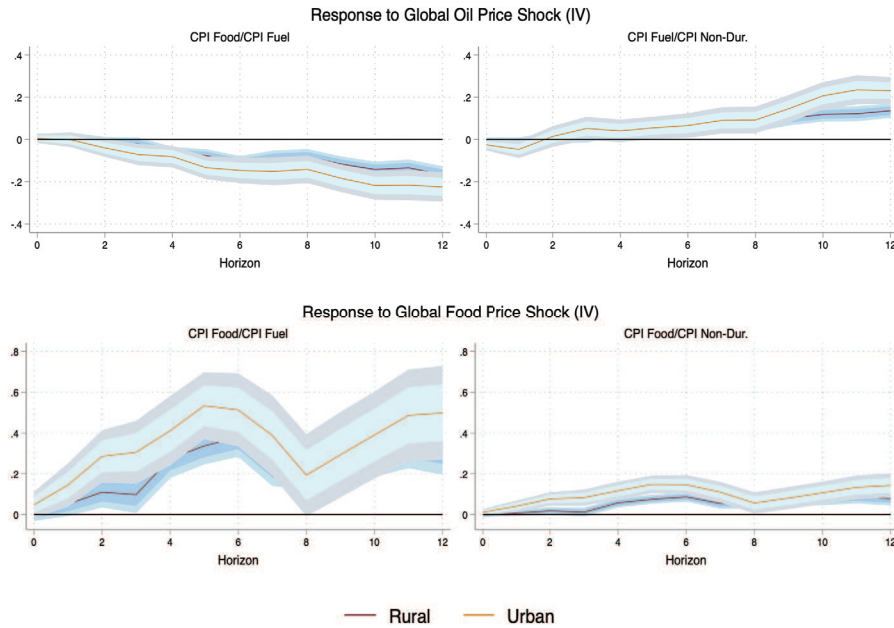 Response to Global Oil Price Shock (IV)
CPI Food/CPI Fuel
CPI Fuel/CPI Non-Dur.
.4
.2
0
-.2
-.4
0 2 4 6 8 10 12
Horizon
.4
.2
0
-.2
-.4
0 2 4 6 8 10 12
Horizon
Response to Global Food Price Shock (IV)
CPI Food/CPI Fuel
CPI Food/CPI Non-Dur.
.8
.6
.4
.2
0
0 2 4 6 8 10 12
Horizon
.8
.6
.4
.2
0
0 2 4 6 8 10 12
Horizon
Rural Urban